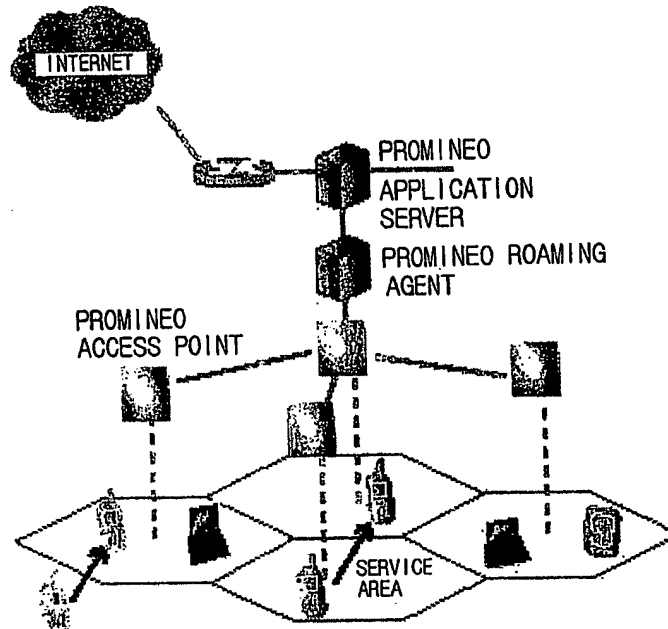 INTERNET
PROMINEO
APPLICATION
SERVER
PROMINEO ROAMING
AGENT
PROMINEO
ACCESS POINT
SERVICE
AREA